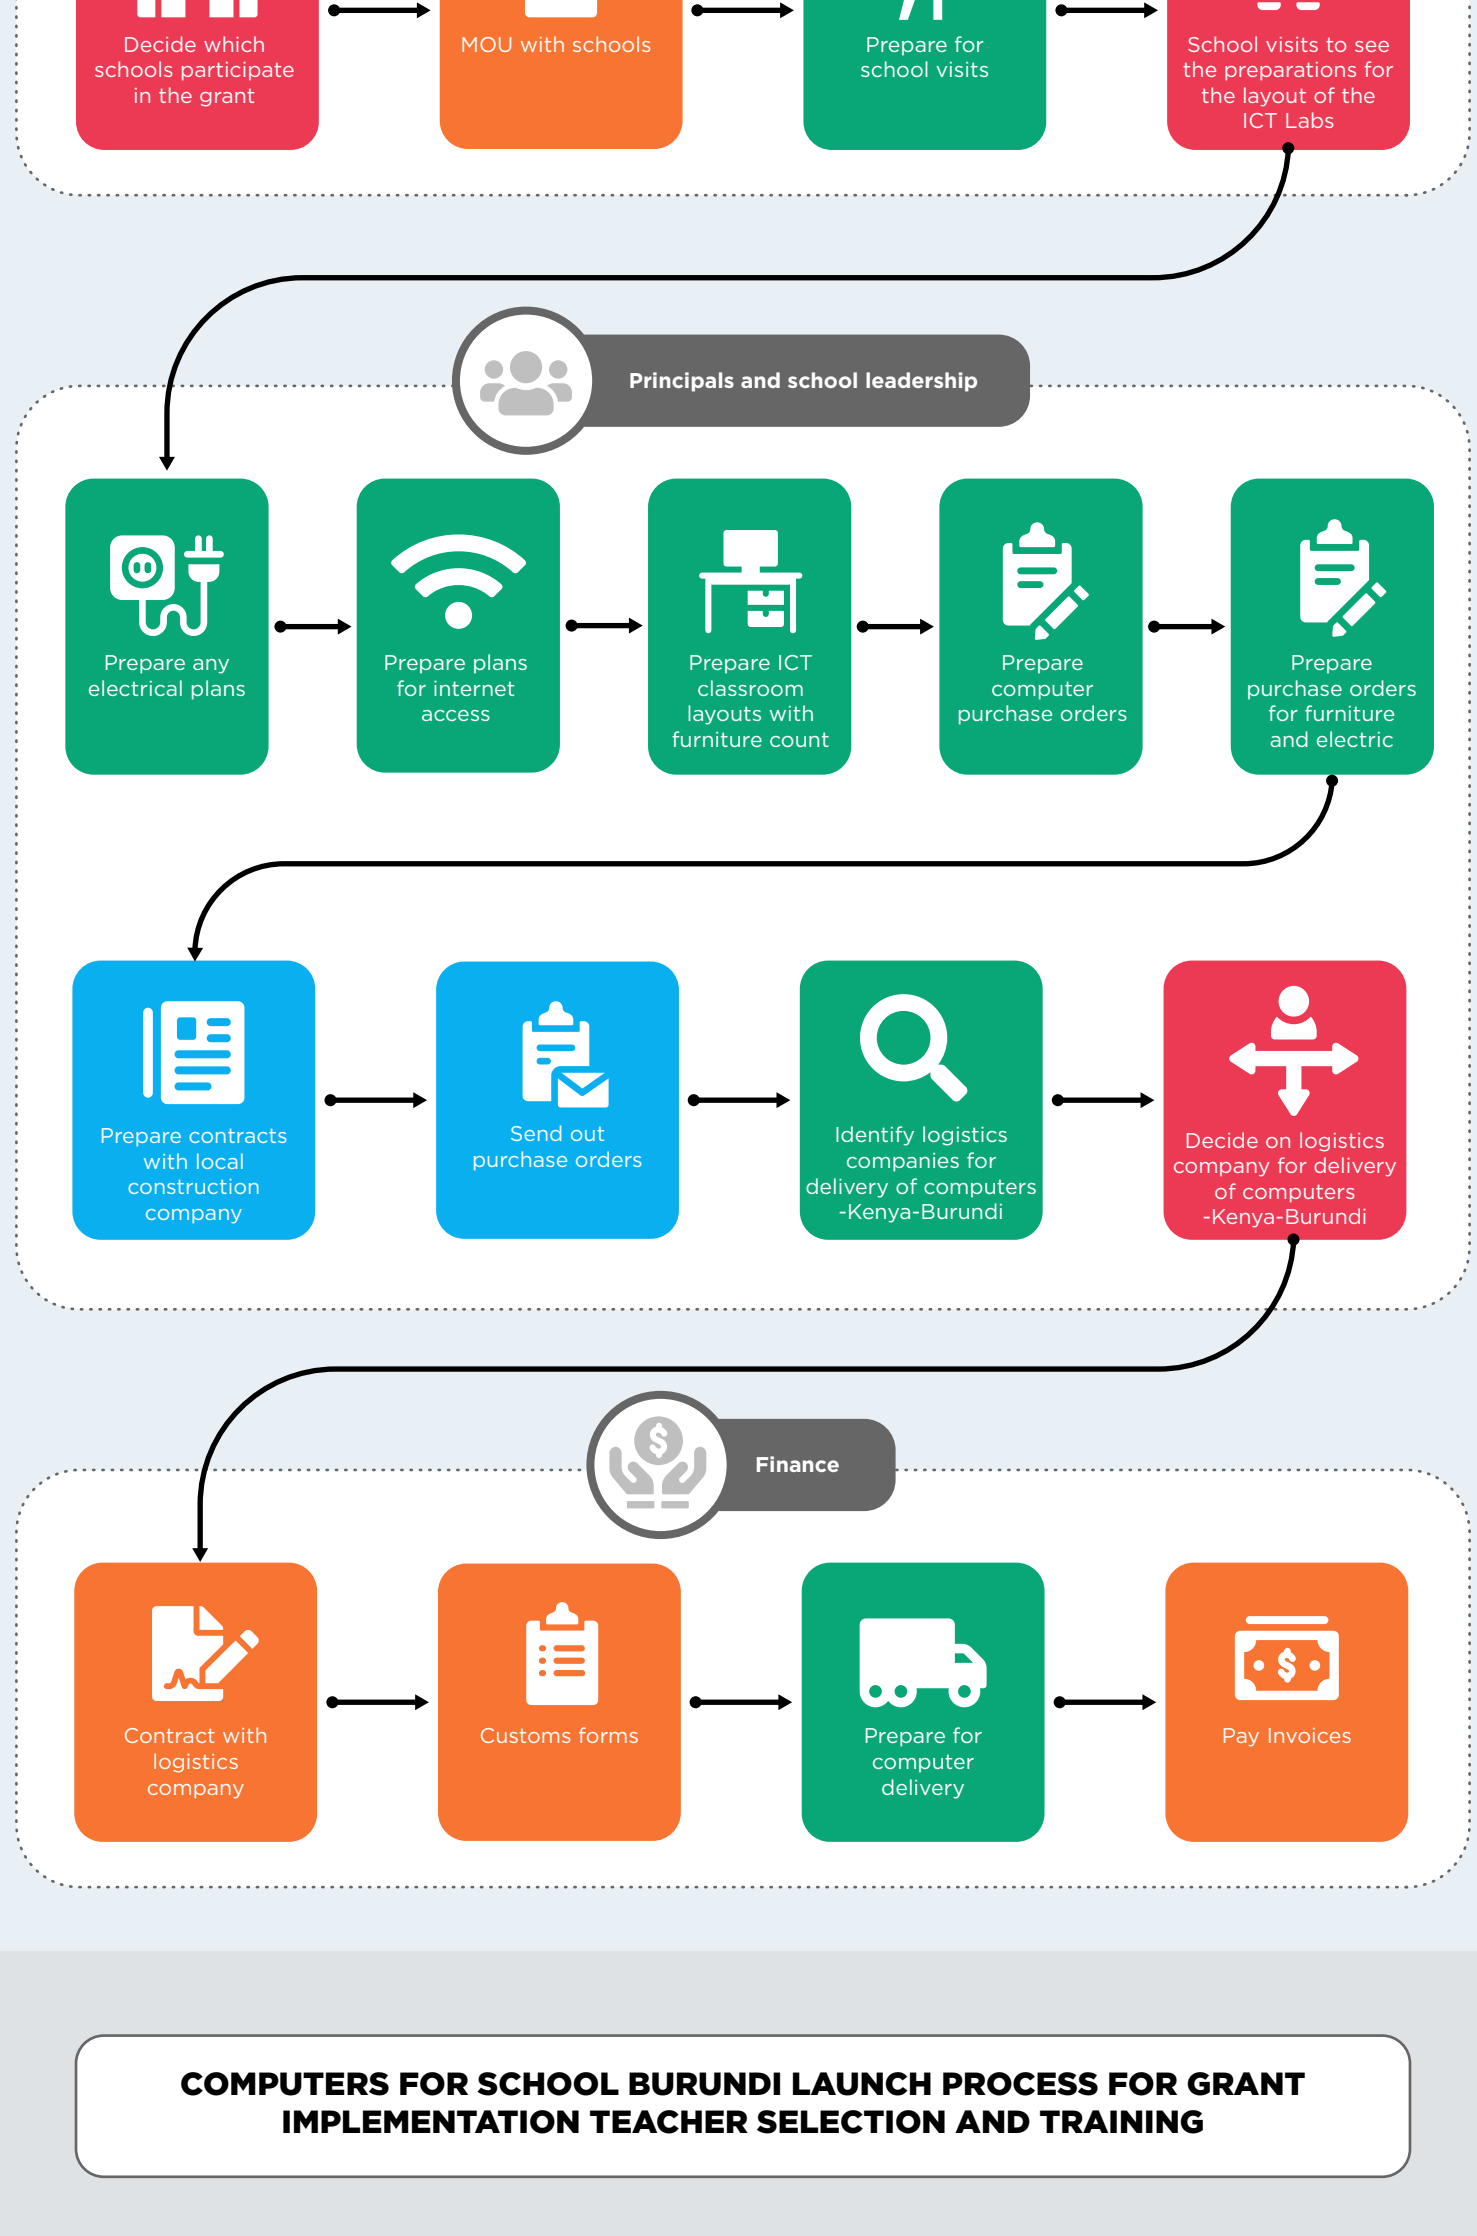 Decide which
schools participate
in the grant
MOU with schools
Prepare for
school visits
School visits to see
the preparations for
the layout of the
ICT Labs
Principals and school leadership
Prepare any
electrical plans
Prepare plans
for internet
access
Prepare ICT
classroom
layouts with
furniture count
Prepare
computer
purchase orders
Prepare
purchase orders
for furniture
and electric
Prepare contracts
with local
construction
company
Send out
purchase orders
Identify logistics
companies for
delivery of computers
-Kenya-Burundi
Decide on logistics
company for delivery
of computers
-Kenya-Burundi
Finance
Contract with
logistics
company
Customs forms
Prepare for
computer
delivery
Pay Invoices
COMPUTERS FOR SCHOOL BURUNDI LAUNCH PROCESS FOR GRANT
IMPLEMENTATION TEACHER SELECTION AND TRAINING